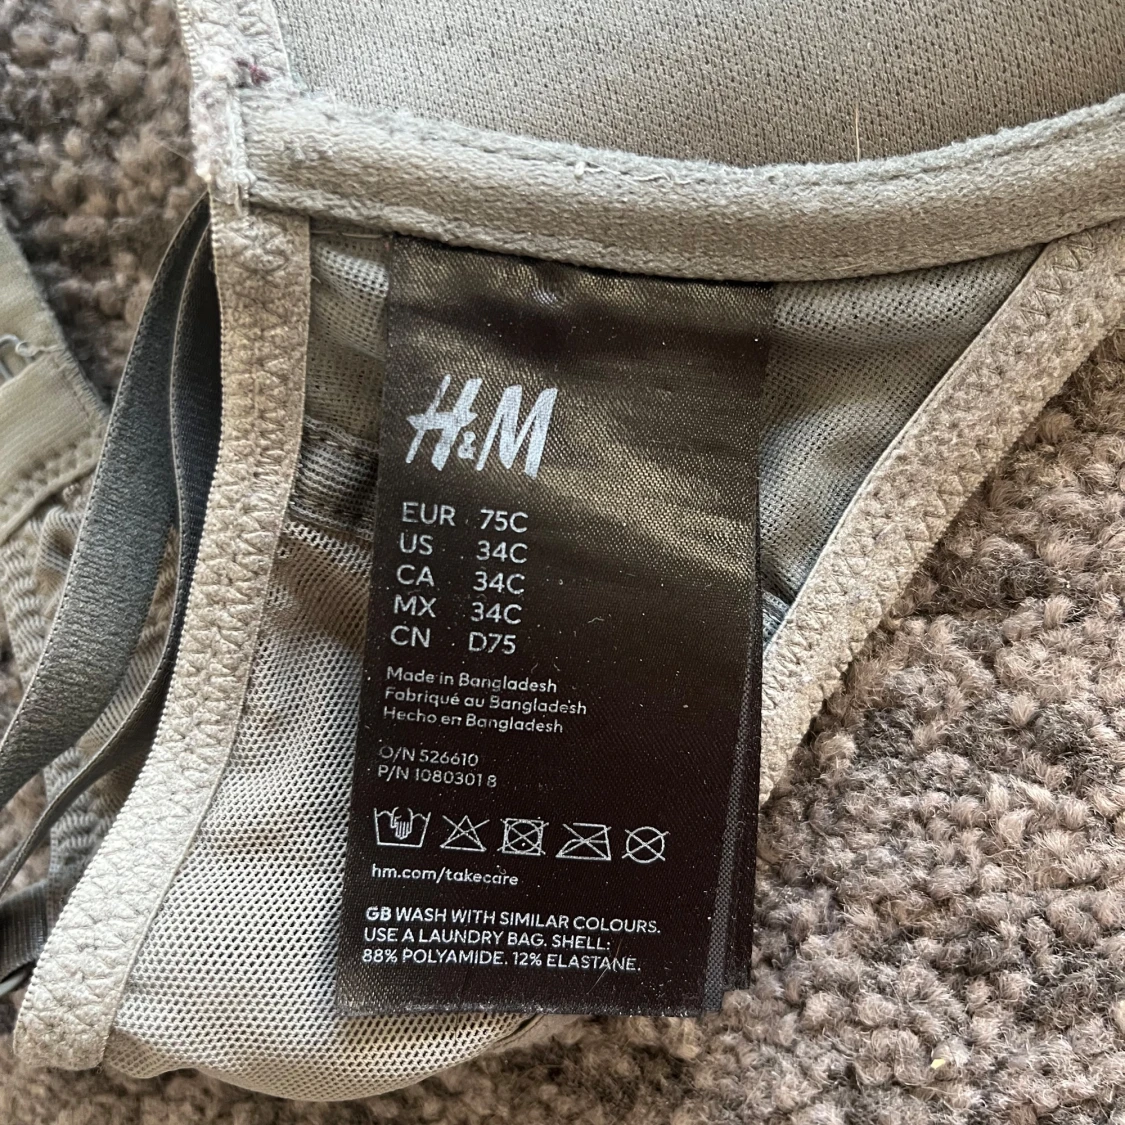 H&M
EUR 75C
US 34C
CA 34C
MX 34C
CN D75
Made in Bangladesh
Fabriqué au Bangladesh
Hecho en Bangladesh
O/N 526610
P/N 10803018
hm.com/takecare
GB WASH WITH SIMILAR COLOURS.
USE A LAUNDRY BAG. SHELL:
88% POLYAMIDE. 12% ELASTANE.